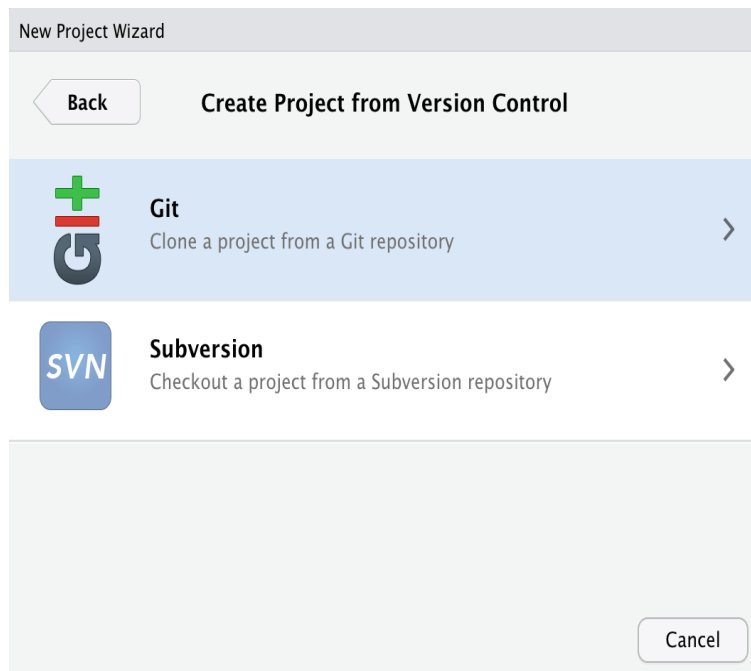 New Project Wizard
Back
Create Project from Version Control
GIt
Git
Clone a project from a Git repository
SVN
Subversion
Checkout a project from a Subversion repository
Cancel